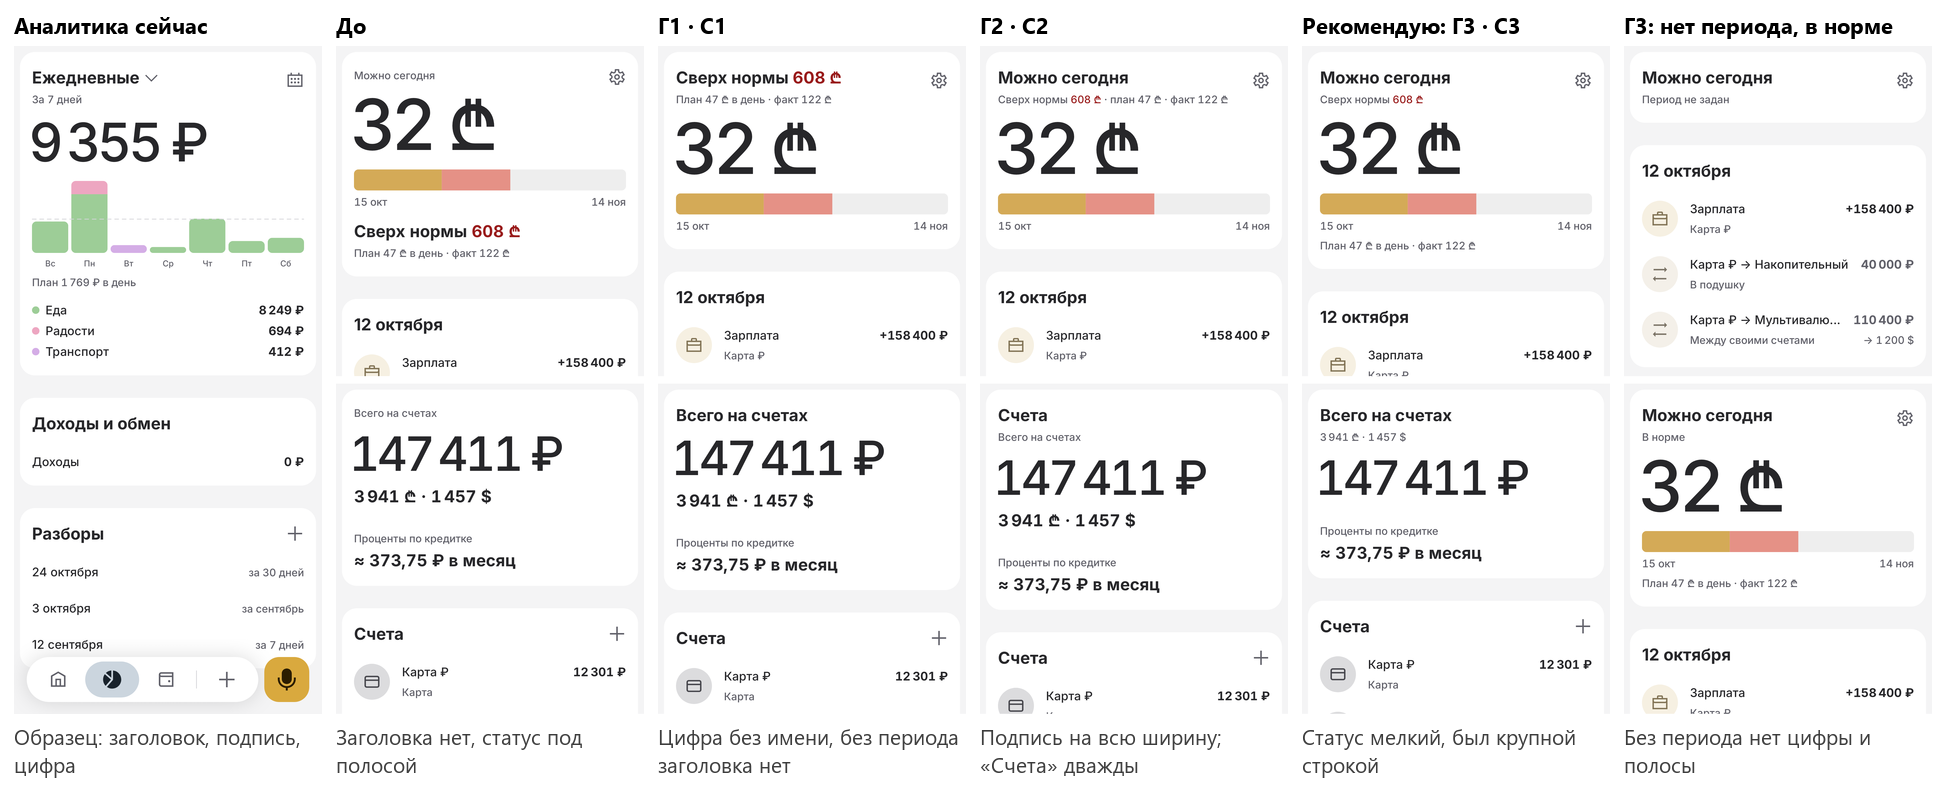 Аналитика сейчас
Ежедневные
За 7 дней
9 355 ₽
Вс Пн Вт Ср Чт Пт Сб
План 1 769 ₽ в день
Еда 8 249 ₽
Радости 694 ₽
Транспорт 412 ₽
Доходы и обмен
Доходы 0 ₽
Разборы
24 октября за 30 дней
3 октября за сентябрь
12 сентября за 7 дней
Образец: заголовок, подпись,
цифра
До
Можно сегодня
32 ₾
15 окт 14 ноя
Сверх нормы 608 ₾
План 47 ₾ в день · факт 122 ₾
12 октября
Зарплата +158 400 ₽
Всего на счетах
147 411 ₽
3 941 ₾ · 1 457 $
Проценты по кредитке
≈ 373,75 ₽ в месяц
Счета
Карта ₽ 12 301 ₽
Карта
Заголовка нет, статус под
полосой
Г1 · С1
Сверх нормы 608 ₾
План 47 ₾ в день · факт 122 ₾
32 ₾
15 окт 14 ноя
12 октября
Зарплата +158 400 ₽
Карта ₽
Всего на счетах
147 411 ₽
3 941 ₾ · 1 457 $
Проценты по кредитке
≈ 373,75 ₽ в месяц
Счета
Карта ₽ 12 301 ₽
Карта
Цифра без имени, без периода
заголовка нет
Г2 · С2
Можно сегодня
Сверх нормы 608 ₾ · план 47 ₾ · факт 122 ₾
32 ₾
15 окт 14 ноя
12 октября
Зарплата +158 400 ₽
Карта ₽
Счета
Всего на счетах
147 411 ₽
3 941 ₾ · 1 457 $
Проценты по кредитке
≈ 373,75 ₽ в месяц
Счета
Карта ₽ 12 301 ₽
Подпись на всю ширину;
«Счета» дважды
Рекомендую: Г3 · С3
Можно сегодня
Сверх нормы 608 ₾
32 ₾
15 окт 14 ноя
План 47 ₾ в день · факт 122 ₾
12 октября
Зарплата +158 400 ₽
Карта ₽
Всего на счетах
3 941 ₾ · 1 457 $
147 411 ₽
Проценты по кредитке
≈ 373,75 ₽ в месяц
Счета
Карта ₽ 12 301 ₽
Карта
Статус мелкий, был крупной
строкой
Г3: нет периода, в норме
Можно сегодня
Период не задан
12 октября
Зарплата +158 400 ₽
Карта ₽
Карта ₽ → Накопительный 40 000 ₽
В подушку
Карта ₽ → Мультивалю... 110 400 ₽
Между своими счетами → 1 200 $
Можно сегодня
В норме
32 ₾
15 окт 14 ноя
План 47 ₾ в день · факт 122 ₾
12 октября
Зарплата +158 400 ₽
Карта ₽
Без периода нет цифры и
полосы